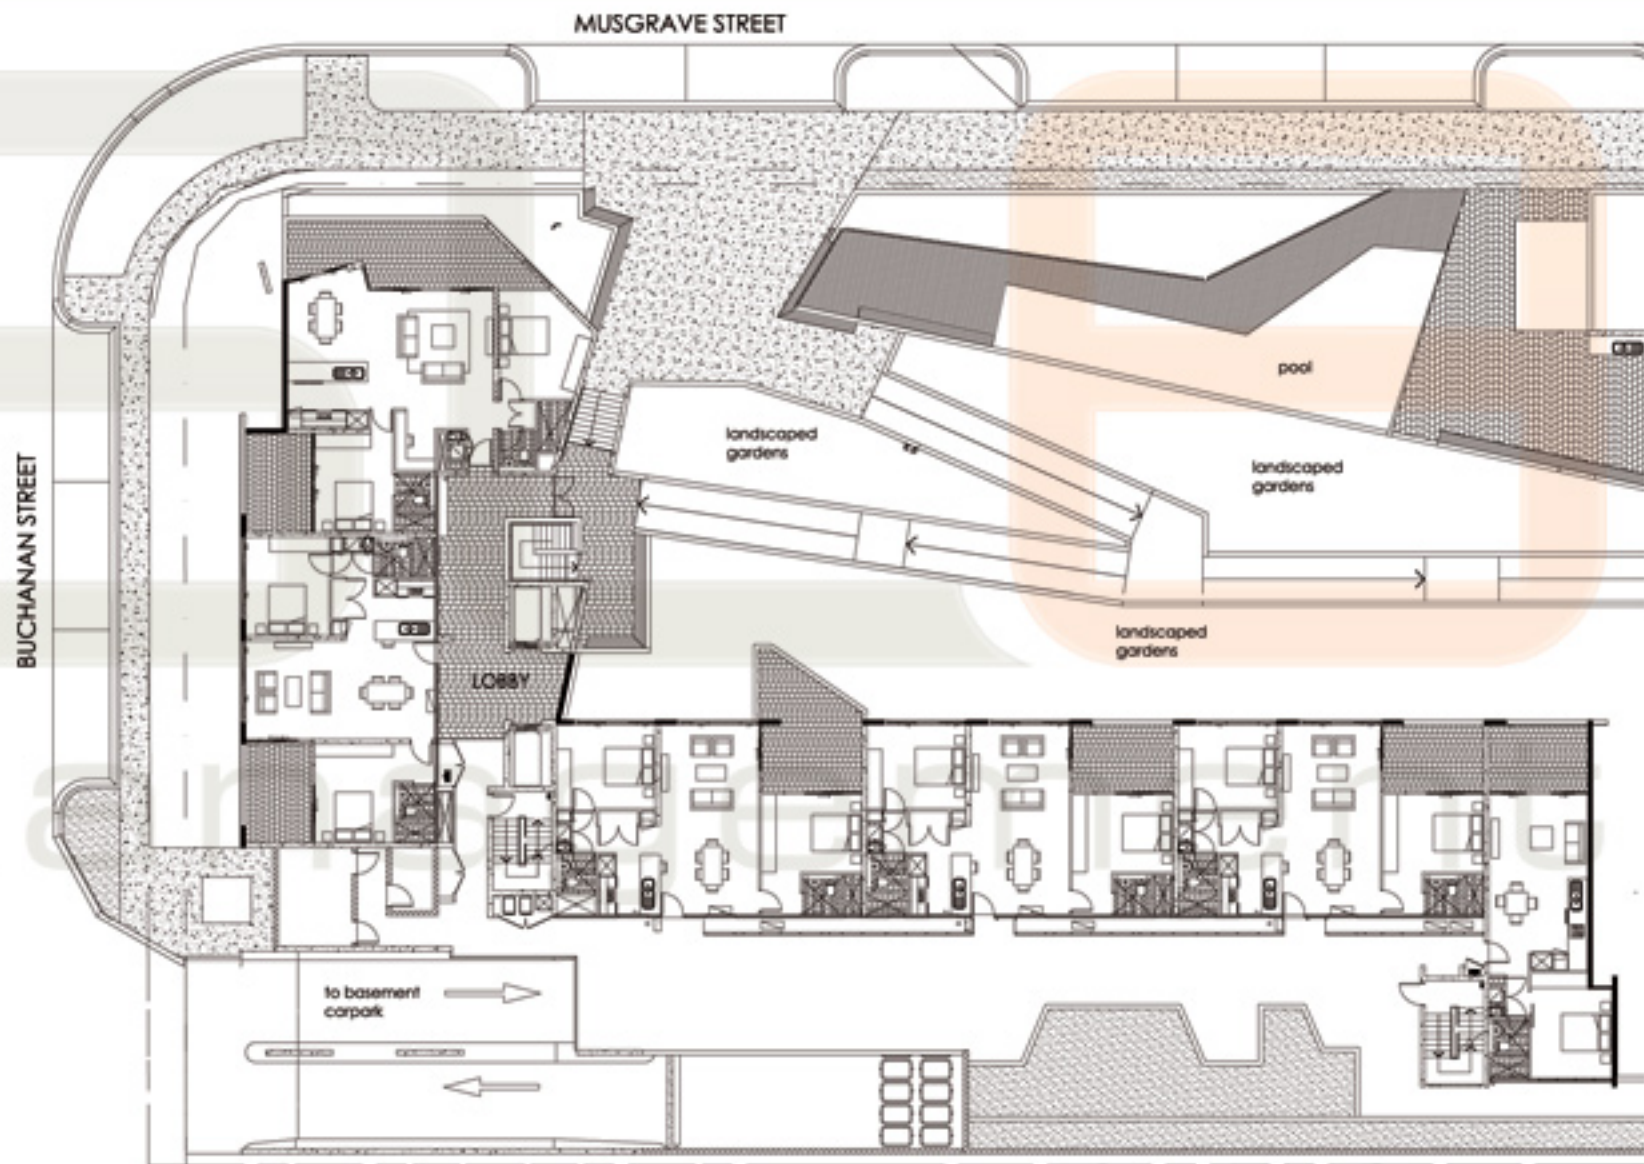 MUSGRAVE STREET
BUCHANAN STREET
landscaped
gardens
pool
landscaped
gardens
landscaped
gardens
LOBBY
to basement
carpark